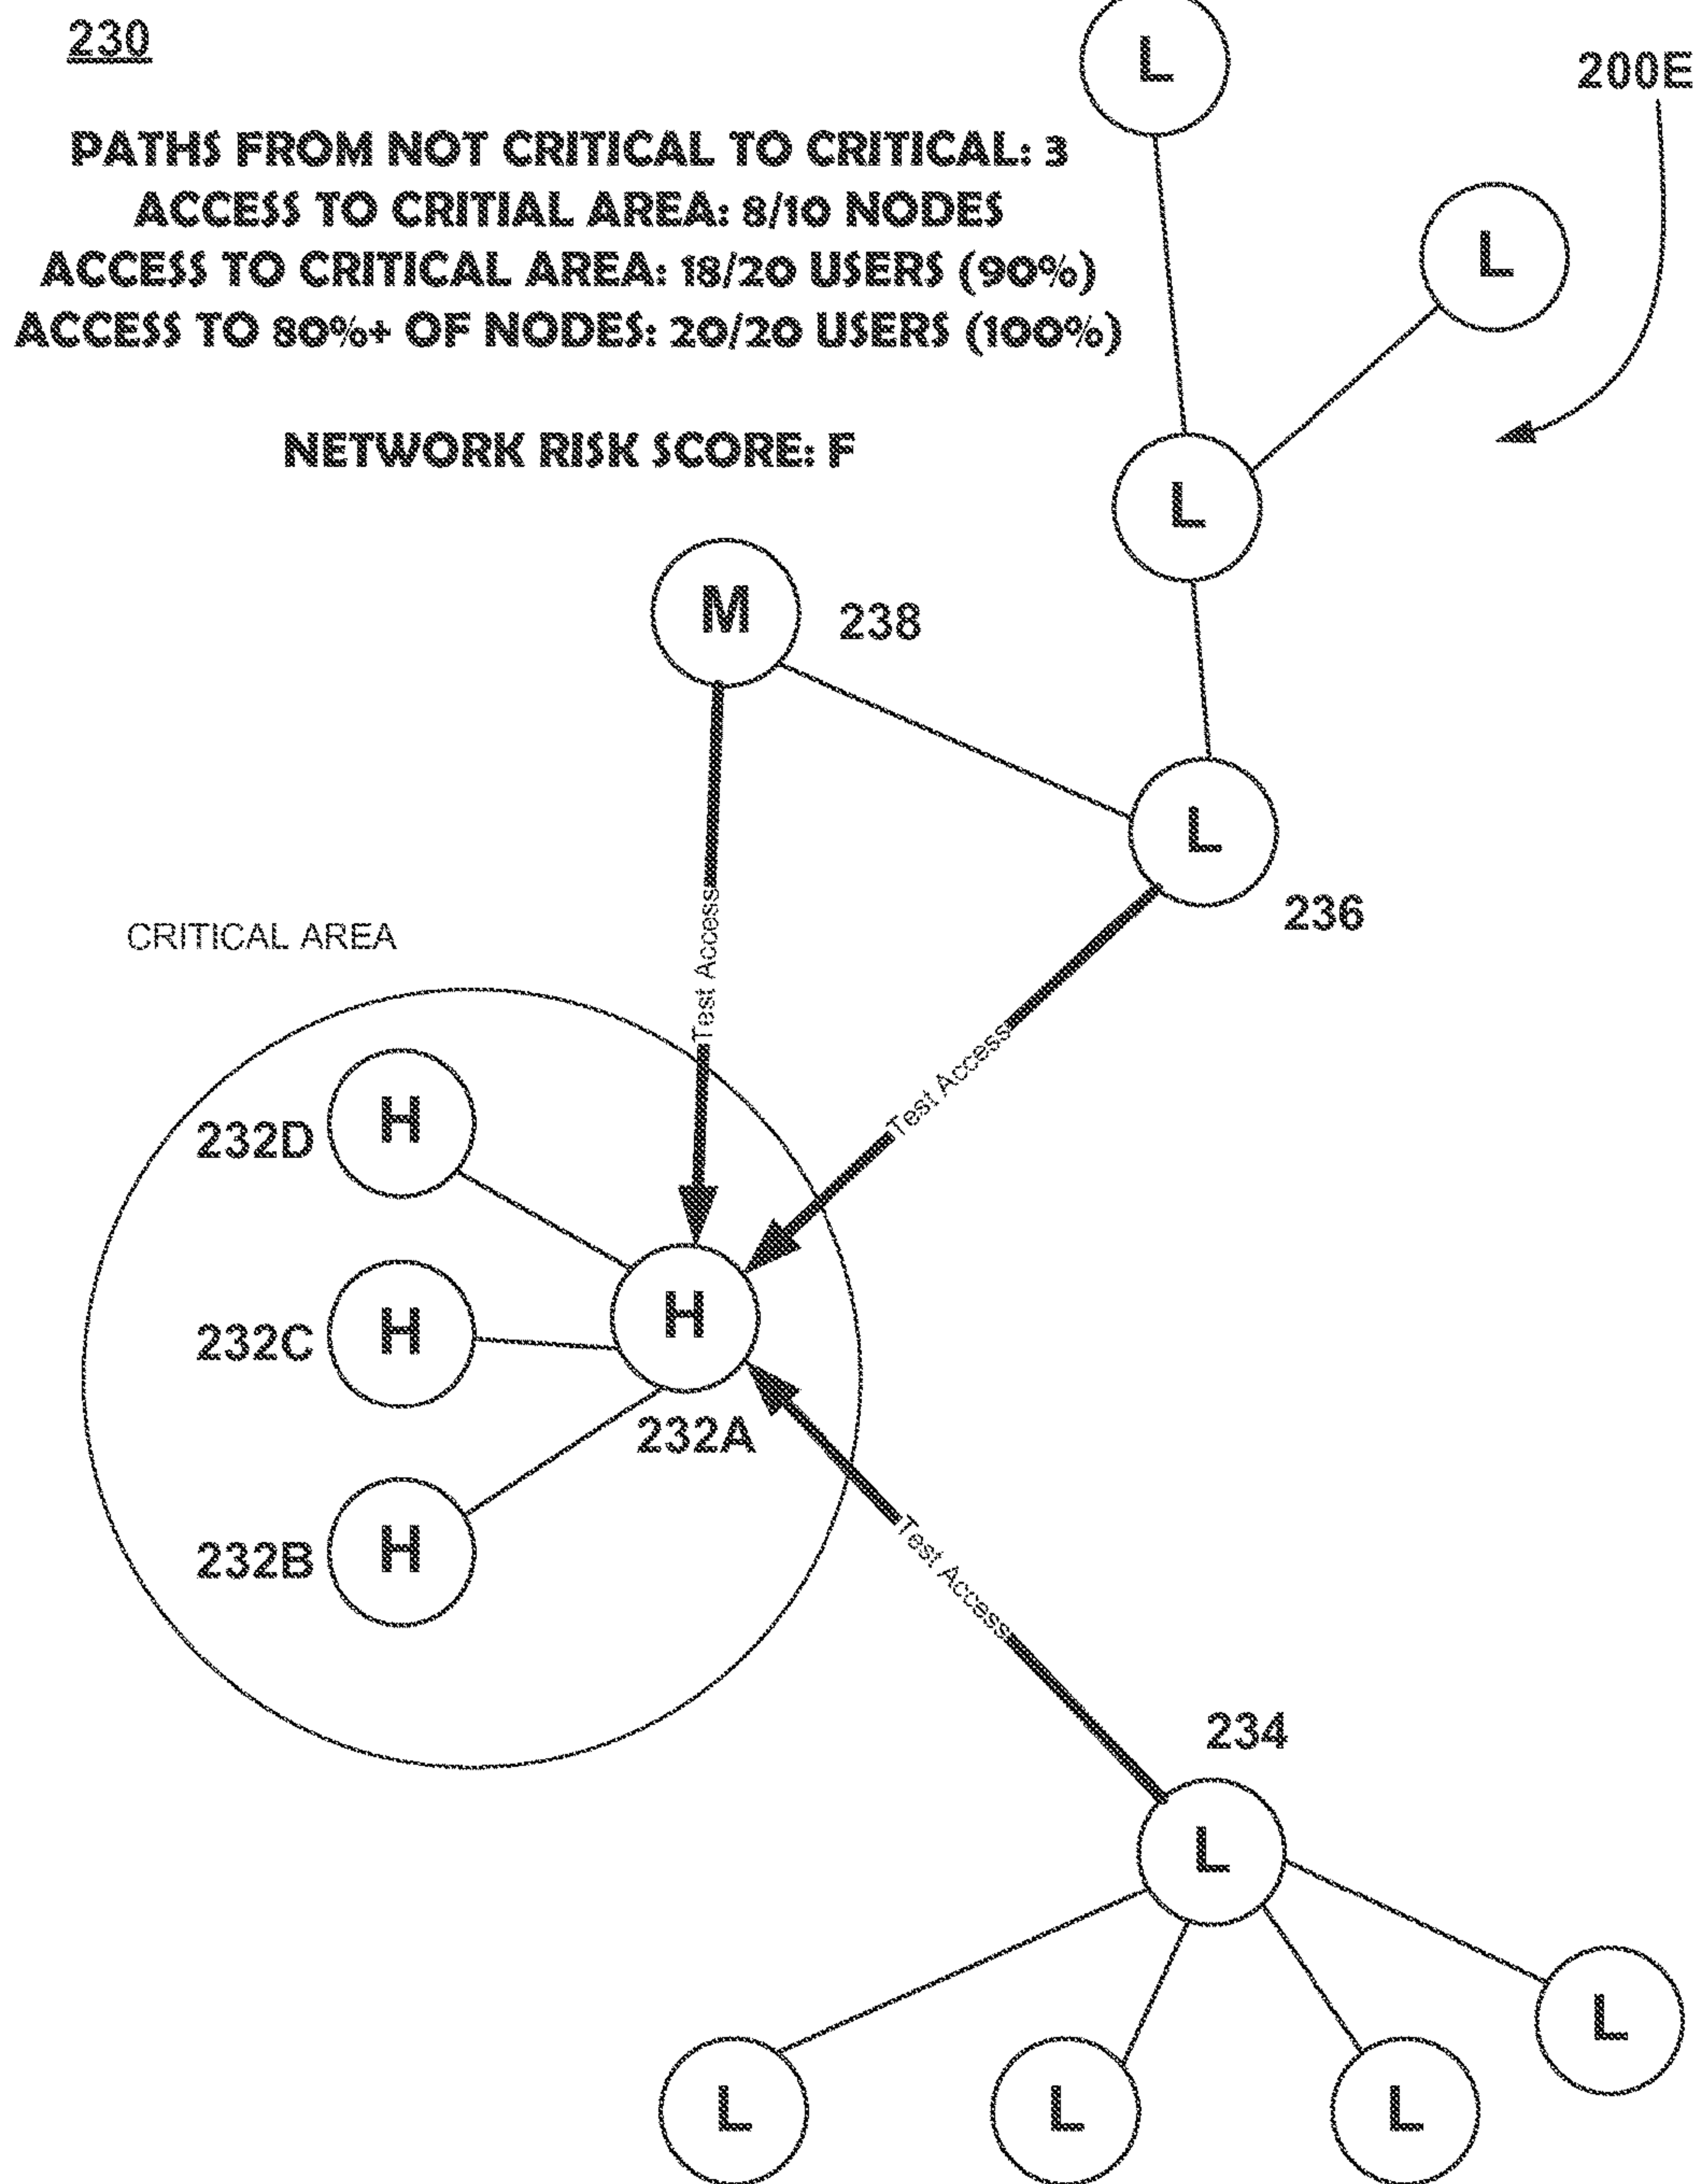 230
200E
PATHS FROM NOT CRITICAL TO CRITICAL: 3
ACCESS TO CRITIAL AREA: 8/10 NODES
ACCESS TO CRITICAL AREA: 18/20 USERS (90%)
ACCESS TO 80%+ OF NODES: 20/20 USERS (100%)
NETWORK RISK SCORE: F
L
L
L
M
238
L
236
Test Access
Test Access
CRITICAL AREA
232D
H
232C
H
H
232A
232B
H
Test Access
234
L
L
L
L
L